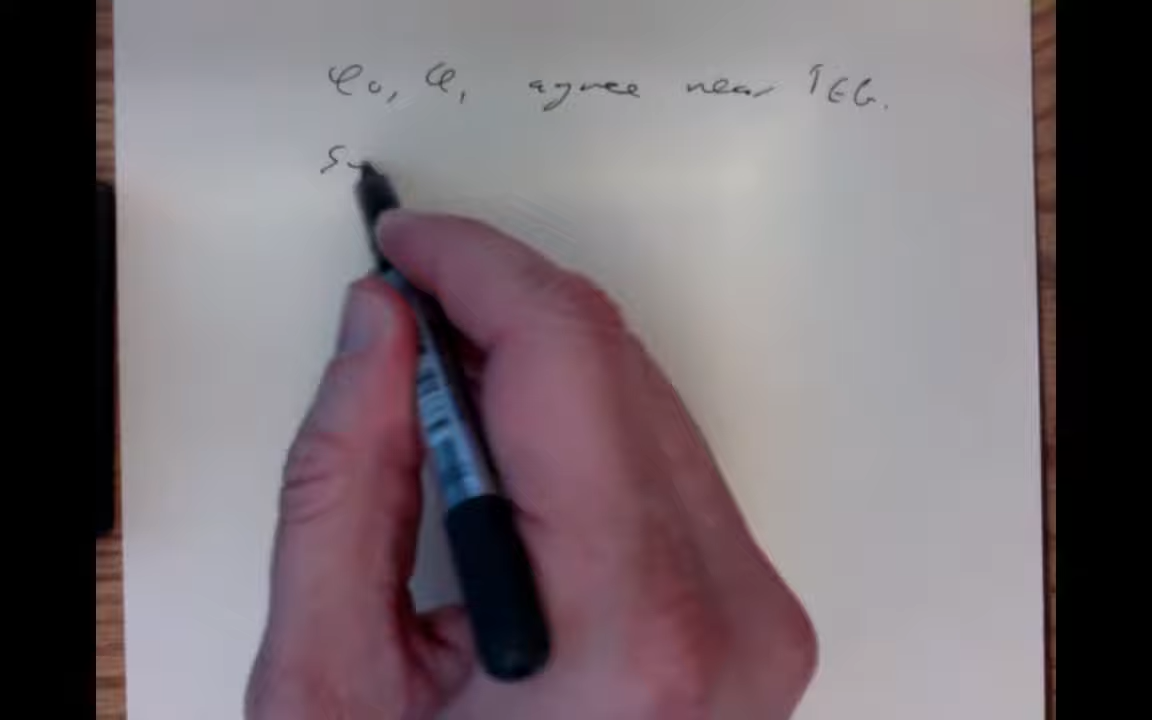 φ₀, φ₁ agree near 1∈G.